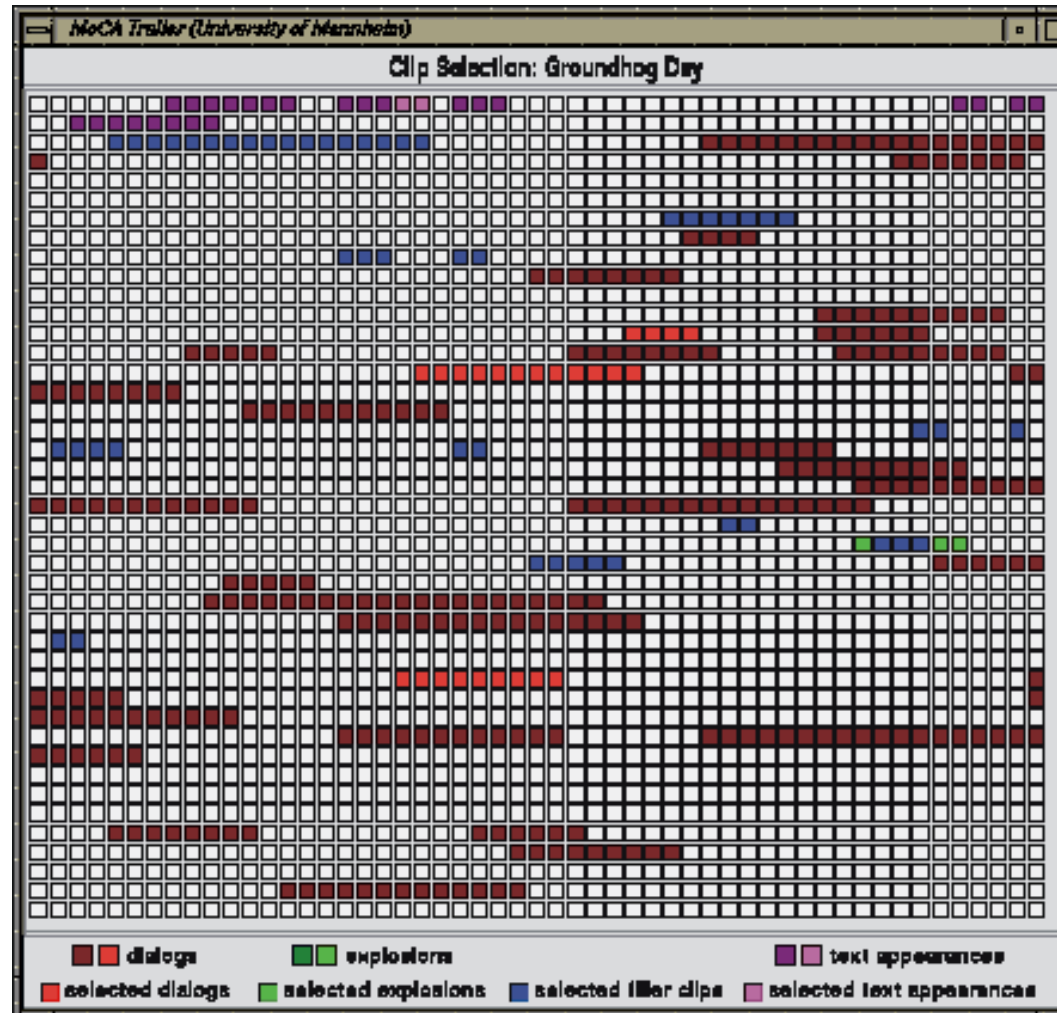 MoCA Trailer (University of Mannheim)
Clip Selection: Groundhog Day
dialogs explosions text appearances
selected dialogs selected explosions selected filler clips selected text appearances